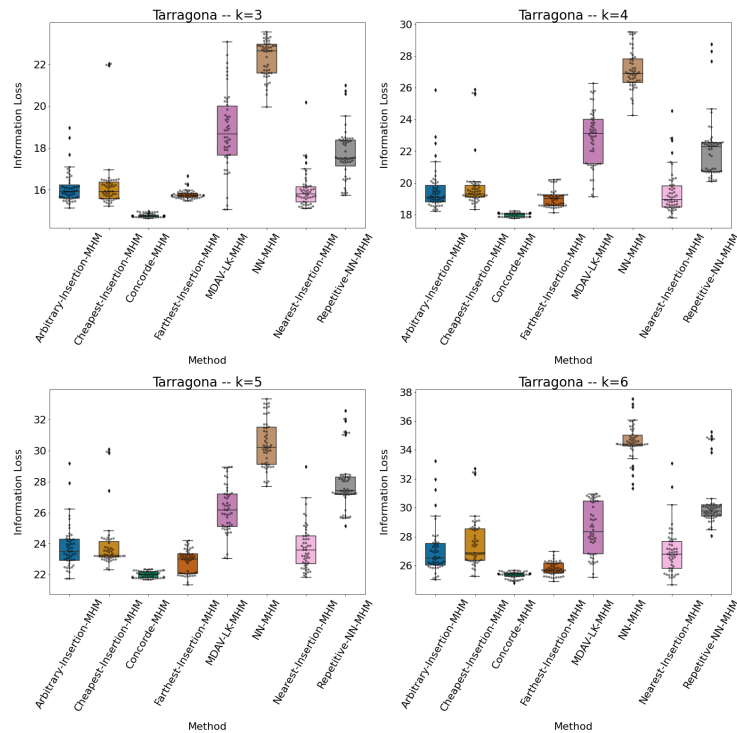 Tarragona -- k=3
Information Loss
22
20
18
16
Arbitrary-Insertion-MHM
Cheapest-Insertion-MHM
Concorde-MHM
Farthest-Insertion-MHM
MDAV-LK-MHM
NN-MHM
Nearest-Insertion-MHM
Repetitive-NN-MHM
Method
Tarragona -- k=4
Information Loss
30
28
26
24
22
20
18
Arbitrary-Insertion-MHM
Cheapest-Insertion-MHM
Concorde-MHM
Farthest-Insertion-MHM
MDAV-LK-MHM
NN-MHM
Nearest-Insertion-MHM
Repetitive-NN-MHM
Method
Tarragona -- k=5
Information Loss
32
30
28
26
24
22
Arbitrary-Insertion-MHM
Cheapest-Insertion-MHM
Concorde-MHM
Farthest-Insertion-MHM
MDAV-LK-MHM
NN-MHM
Nearest-Insertion-MHM
Repetitive-NN-MHM
Method
Tarragona -- k=6
Information Loss
38
36
34
32
30
28
26
Arbitrary-Insertion-MHM
Cheapest-Insertion-MHM
Concorde-MHM
Farthest-Insertion-MHM
MDAV-LK-MHM
NN-MHM
Nearest-Insertion-MHM
Repetitive-NN-MHM
Method